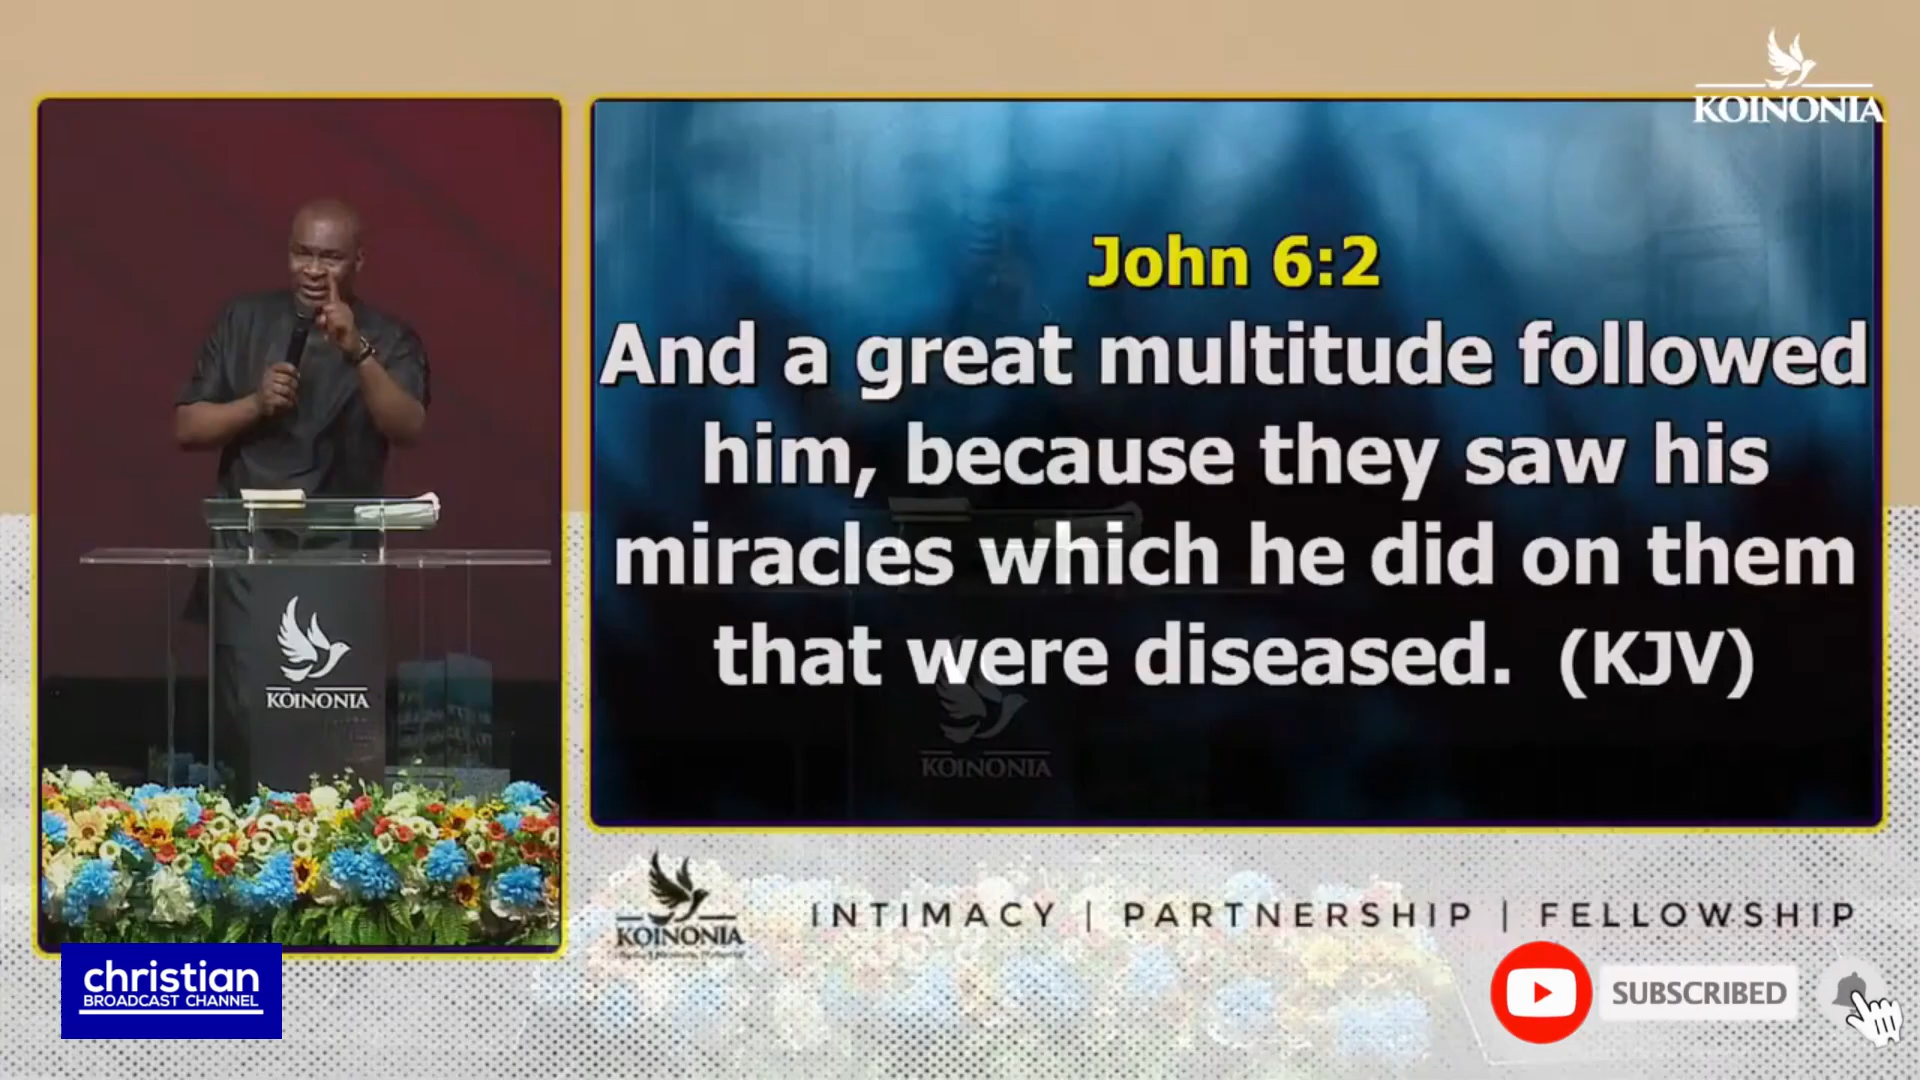 KOINONIA
John 6:2
And a great multitude followed
him, because they saw his
miracles which he did on them
that were diseased. (KJV)
KOINONIA
KOINONIA
KOINONIA
INTIMACY | PARTNERSHIP | FELLOWSHIP
christian
BROADCAST CHANNEL
SUBSCRIBED